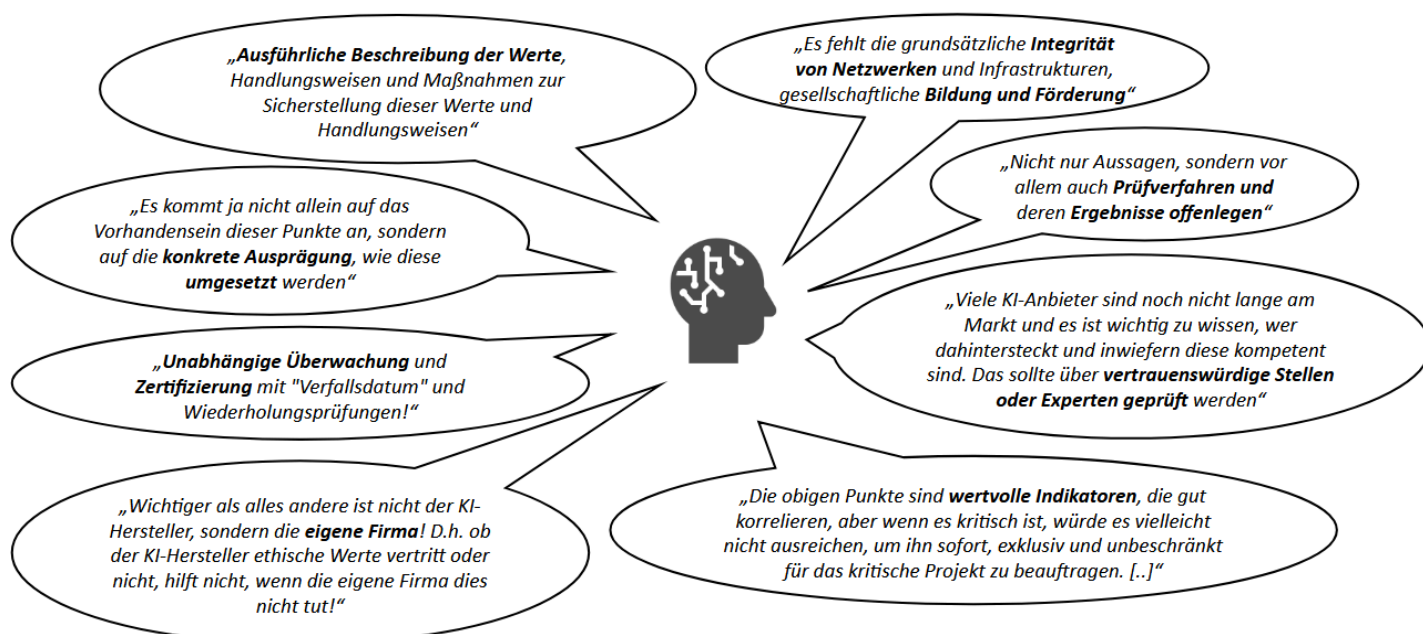 „Ausführliche Beschreibung der Werte,
Handlungsweisen und Maßnahmen zur
Sicherstellung dieser Werte und
Handlungsweisen“
„Es fehlt die grundsätzliche Integrität
von Netzwerken und Infrastrukturen,
gesellschaftliche Bildung und Förderung“
„Nicht nur Aussagen, sondern vor
allem auch Prüfverfahren und
deren Ergebnisse offenlegen“
„Es kommt ja nicht allein auf das
Vorhandensein dieser Punkte an, sondern
auf die konkrete Ausprägung, wie diese
umgesetzt werden“
„Viele KI-Anbieter sind noch nicht lange am
Markt und es ist wichtig zu wissen, wer
dahintersteckt und inwiefern diese kompetent
sind. Das sollte über vertrauenswürdige Stellen
oder Experten geprüft werden“
„Unabhängige Überwachung und
Zertifizierung mit "Verfallsdatum" und
Wiederholungsprüfungen!“
„Wichtiger als alles andere ist nicht der KI-
Hersteller, sondern die eigene Firma! D.h. ob
der KI-Hersteller ethische Werte vertritt oder
nicht, hilft nicht, wenn die eigene Firma dies
nicht tut!“
„Die obigen Punkte sind wertvolle Indikatoren, die gut
korrelieren, aber wenn es kritisch ist, würde es vielleicht
nicht ausreichen, um ihn sofort, exklusiv und unbeschränkt
für das kritische Projekt zu beauftragen. [..]“